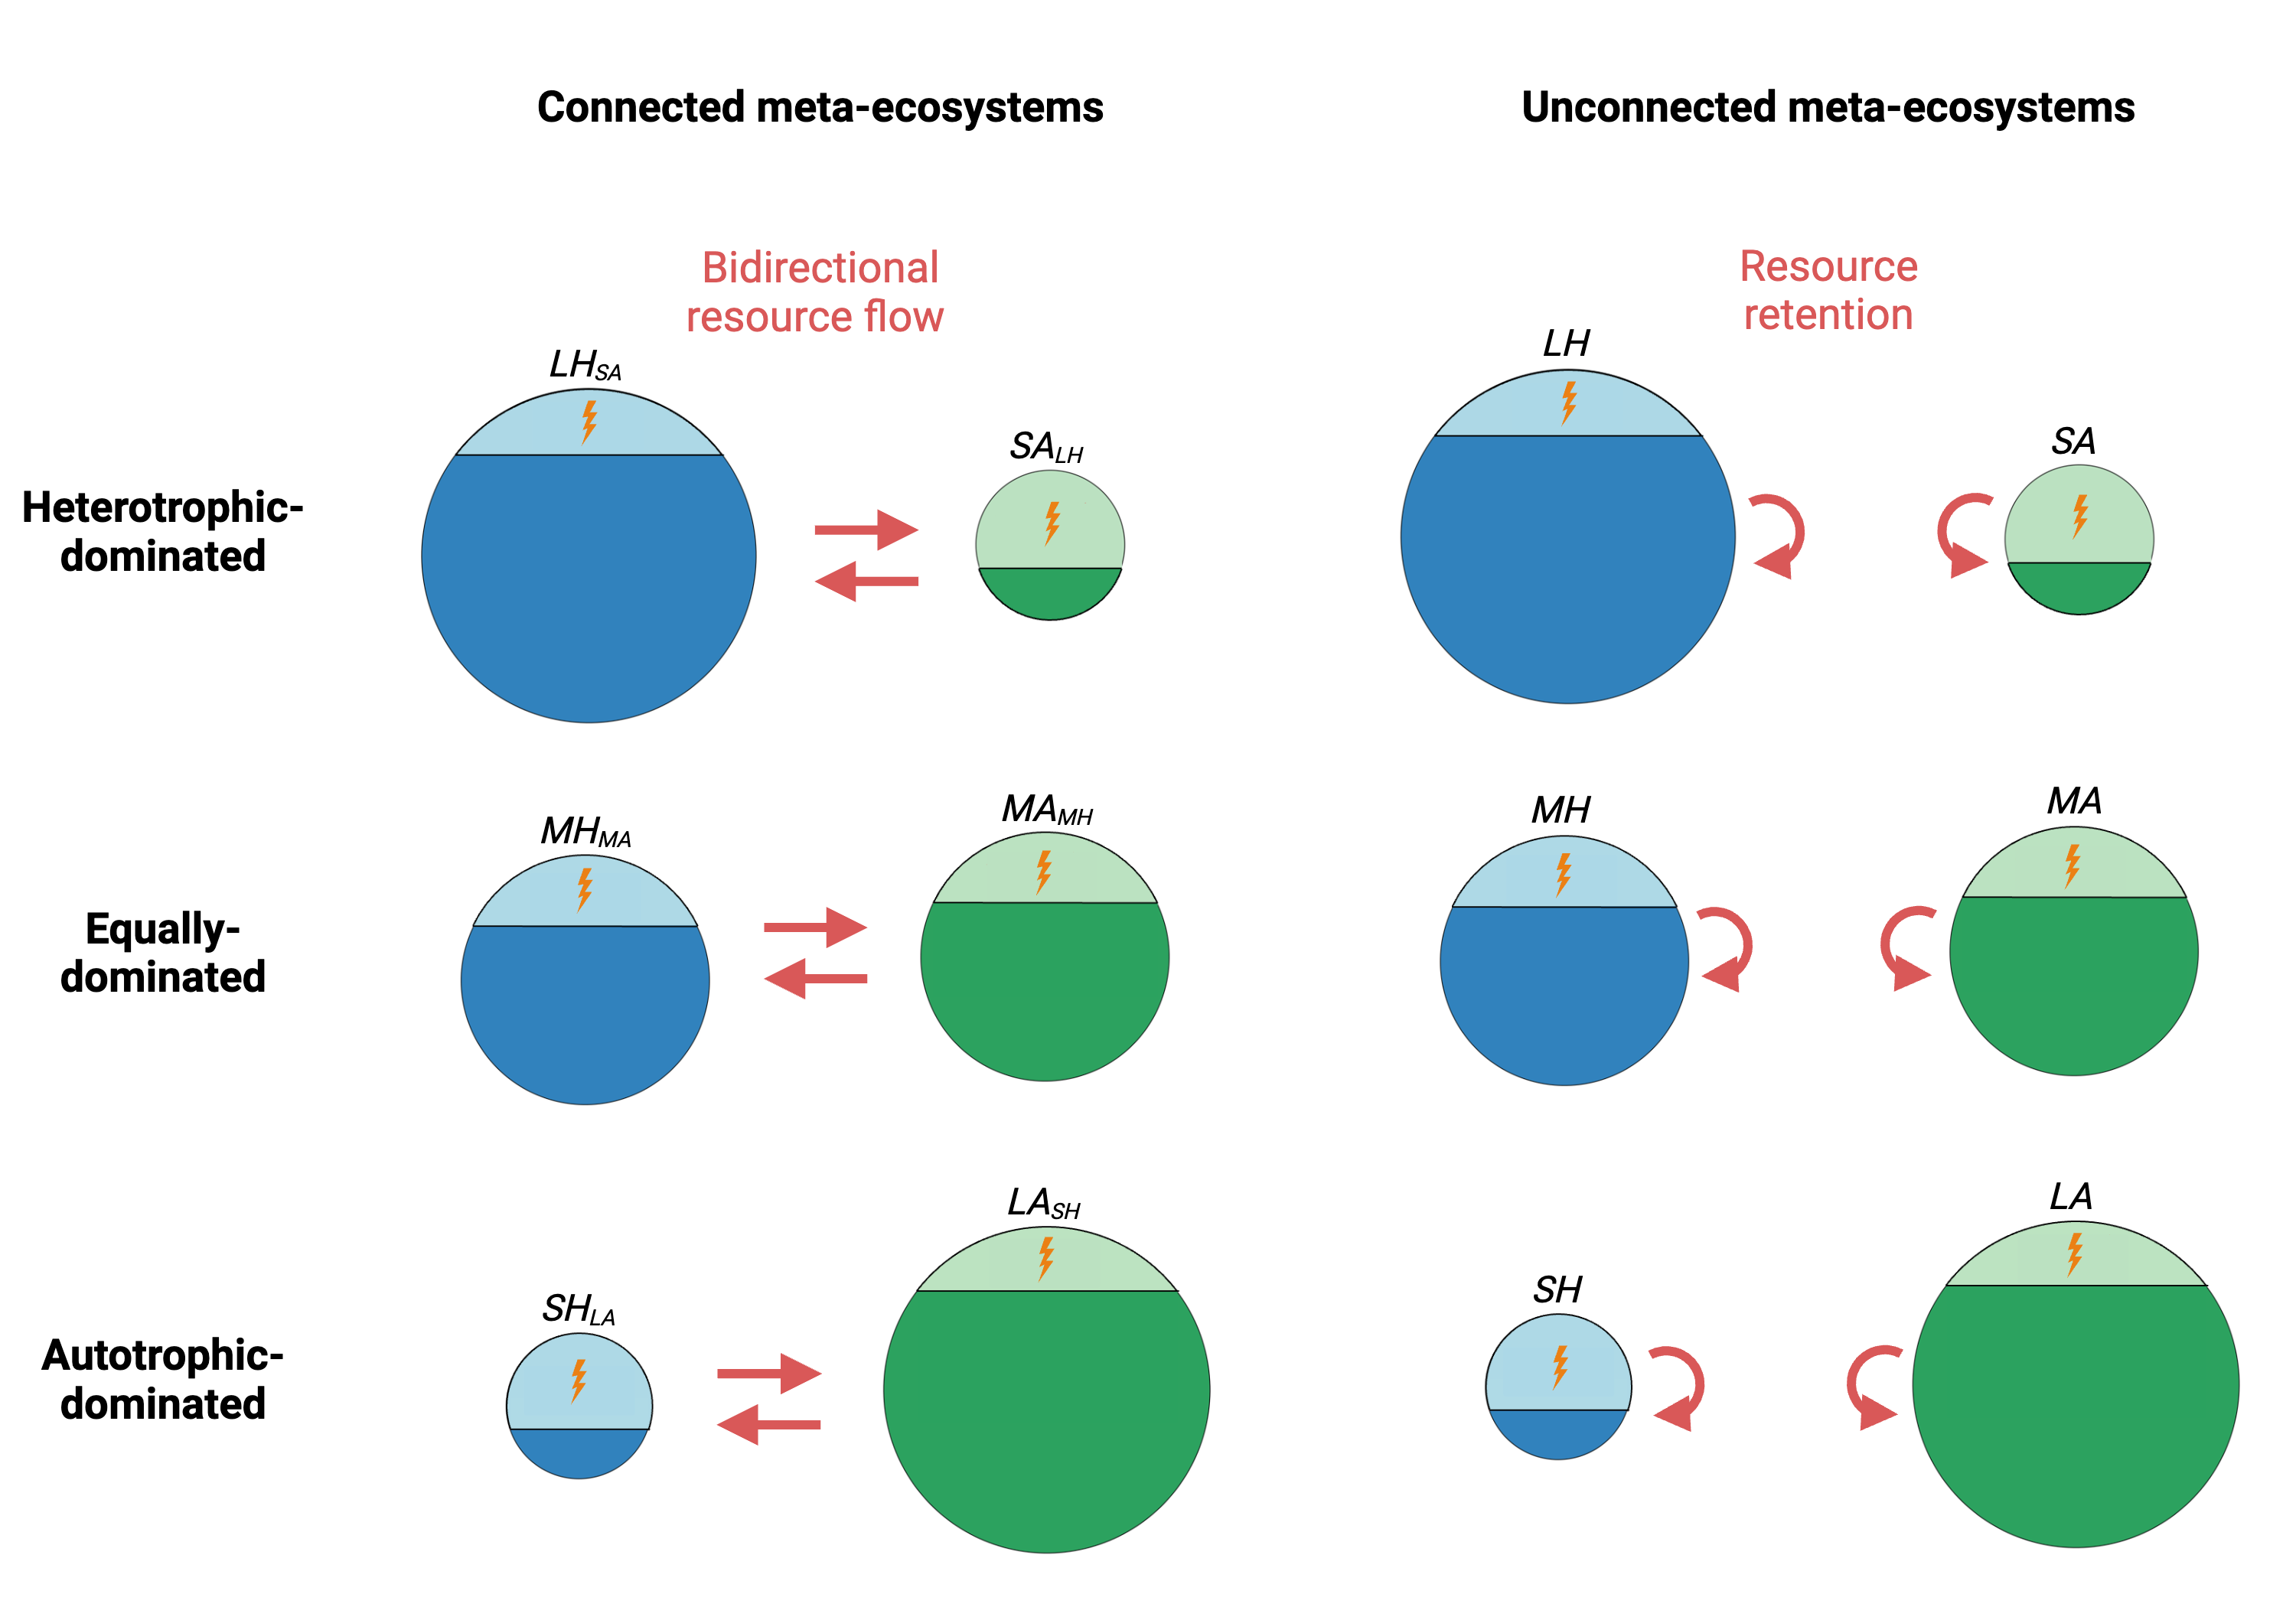 Connected meta-ecosystems
Unconnected meta-ecosystems
Bidirectional
resource flow
Resource
retention
Heterotrophic-
dominated
LHSA
SALH
LH
SA
Equally-
dominated
MHMA
MAMH
MH
MA
Autotrophic-
dominated
SHLA
LASH
SH
LA